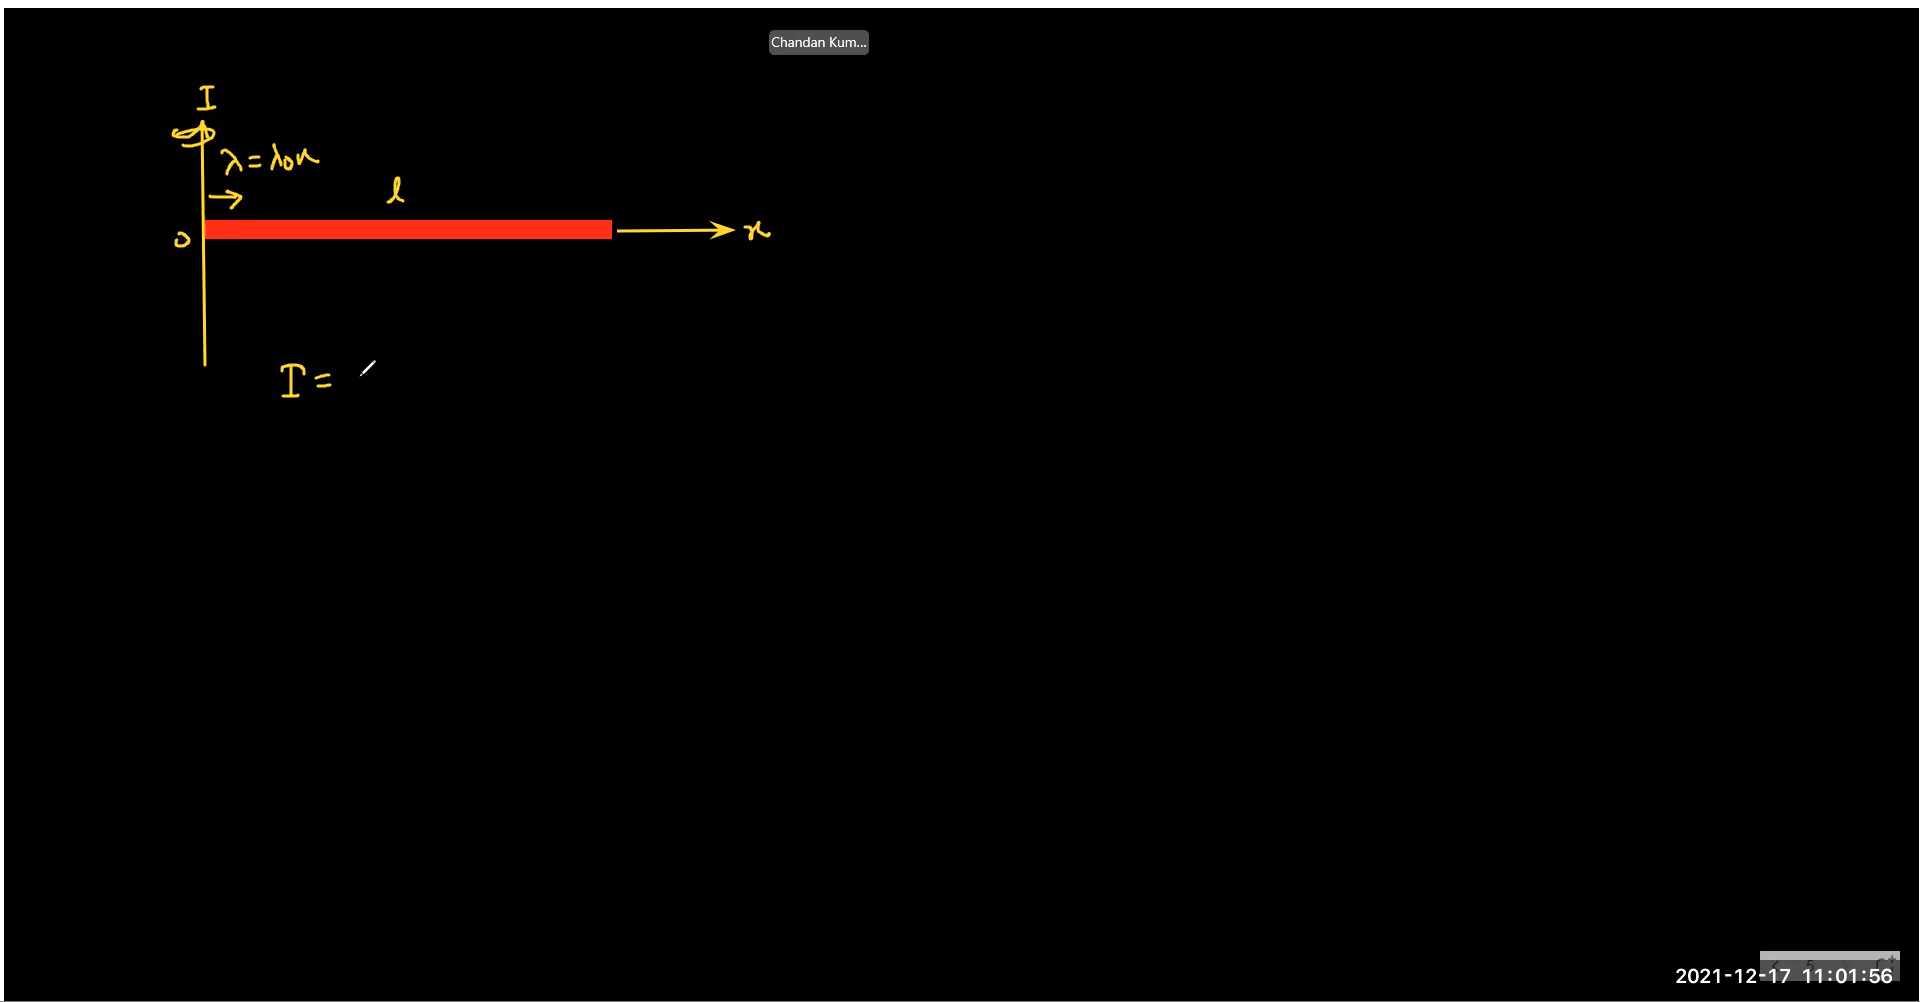 Chandan Kum...
I
λ = λ₀x
l
O
x
I =
2021-12-17 11:01:56